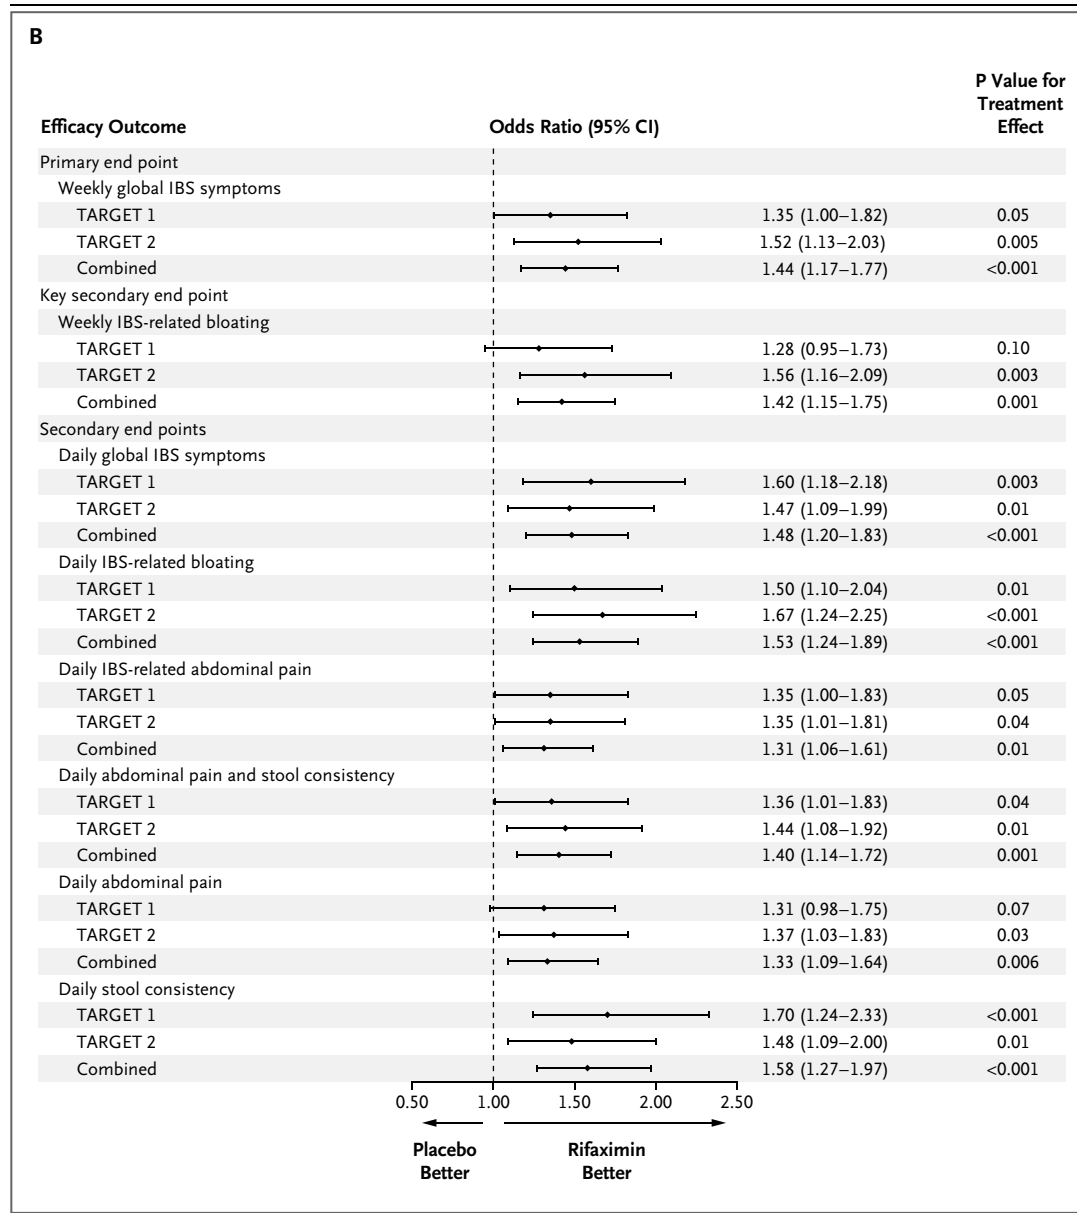 B
P Value for
Treatment
Efficacy Outcome Odds Ratio (95% CI) Effect
Primary end point
Weekly global IBS symptoms
TARGET 1 1.35 (1.00–1.82) 0.05
TARGET 2 1.52 (1.13–2.03) 0.005
Combined 1.44 (1.17–1.77) <0.001
Key secondary end point
Weekly IBS-related bloating
TARGET 1 1.28 (0.95–1.73) 0.10
TARGET 2 1.56 (1.16–2.09) 0.003
Combined 1.42 (1.15–1.75) 0.001
Secondary end points
Daily global IBS symptoms
TARGET 1 1.60 (1.18–2.18) 0.003
TARGET 2 1.47 (1.09–1.99) 0.01
Combined 1.48 (1.20–1.83) <0.001
Daily IBS-related bloating
TARGET 1 1.50 (1.10–2.04) 0.01
TARGET 2 1.67 (1.24–2.25) <0.001
Combined 1.53 (1.24–1.89) <0.001
Daily IBS-related abdominal pain
TARGET 1 1.35 (1.00–1.83) 0.05
TARGET 2 1.35 (1.01–1.81) 0.04
Combined 1.31 (1.06–1.61) 0.01
Daily abdominal pain and stool consistency
TARGET 1 1.36 (1.01–1.83) 0.04
TARGET 2 1.44 (1.08–1.92) 0.01
Combined 1.40 (1.14–1.72) 0.001
Daily abdominal pain
TARGET 1 1.31 (0.98–1.75) 0.07
TARGET 2 1.37 (1.03–1.83) 0.03
Combined 1.33 (1.09–1.64) 0.006
Daily stool consistency
TARGET 1 1.70 (1.24–2.33) <0.001
TARGET 2 1.48 (1.09–2.00) 0.01
Combined 1.58 (1.27–1.97) <0.001
0.50 1.00 1.50 2.00 2.50
Placebo Rifaximin
Better Better